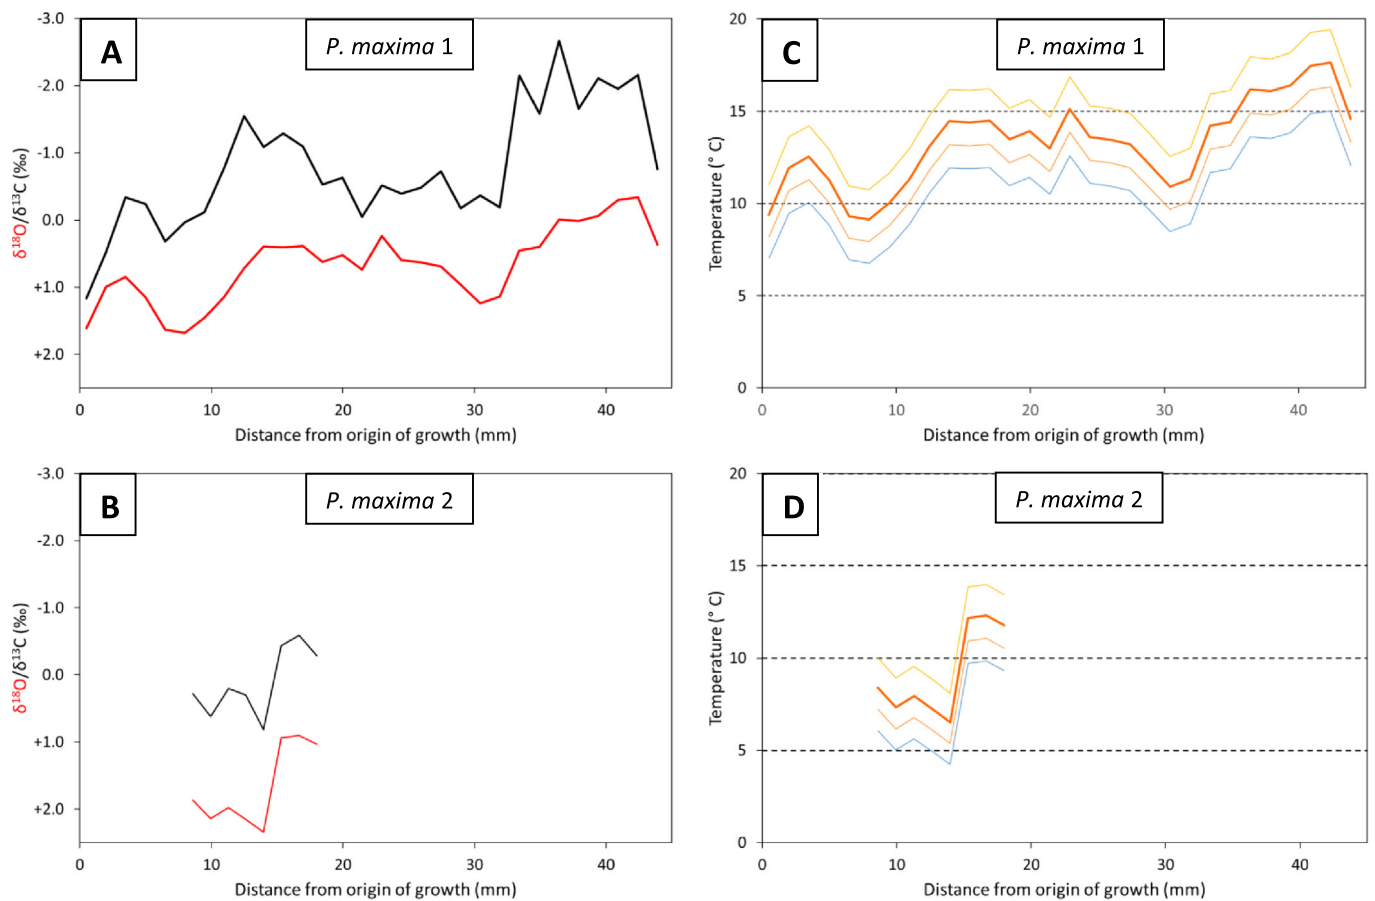 A
P. maxima 1
-3.0
-2.0
-1.0
0.0
+1.0
+2.0
δ¹⁸O/δ¹³C (‰)
0 10 20 30 40
Distance from origin of growth (mm)
C
P. maxima 1
20
15
10
5
0
Temperature (° C)
0 10 20 30 40
Distance from origin of growth (mm)
B
P. maxima 2
-3.0
-2.0
-1.0
0.0
+1.0
+2.0
δ¹⁸O/δ¹³C (‰)
0 10 20 30 40
Distance from origin of growth (mm)
D
P. maxima 2
20
15
10
5
0
Temperature (° C)
0 10 20 30 40
Distance from origin of growth (mm)